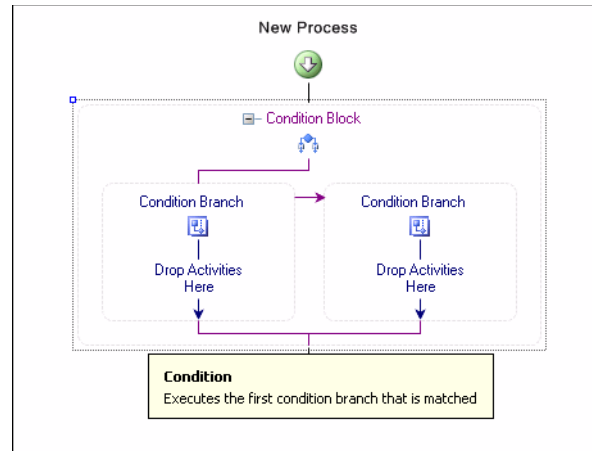 New Process
Condition Block
Condition Branch
Condition Branch
Drop Activities
Here
Drop Activities
Here
Condition
Executes the first condition branch that is matched